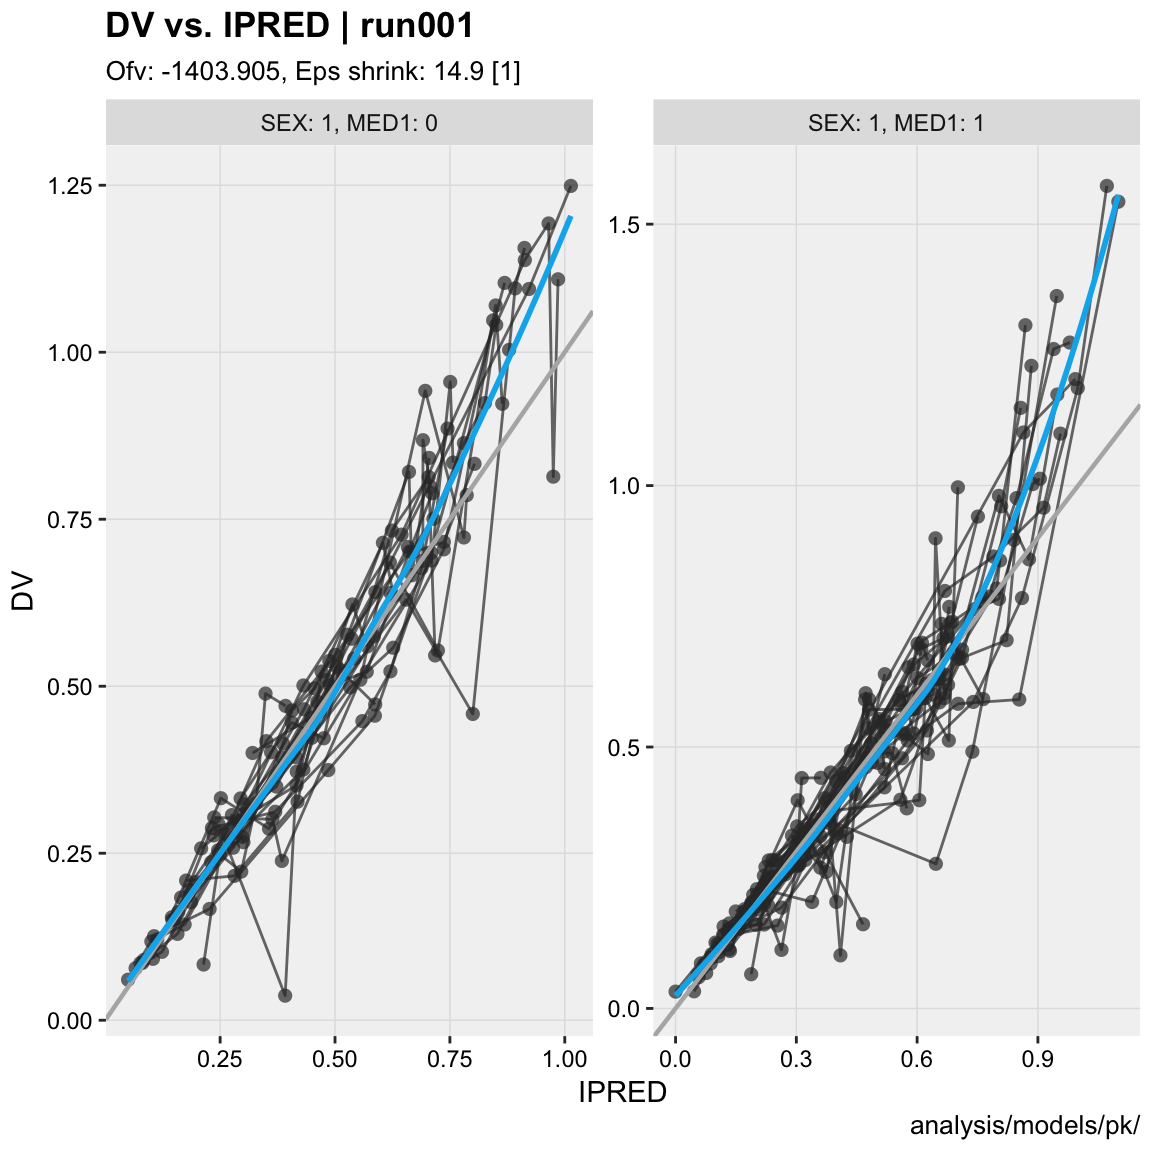 DV vs. IPRED | run001
Ofv: -1403.905, Eps shrink: 14.9 [1]
SEX: 1, MED1: 0
SEX: 1, MED1: 1
DV
1.25
1.00
0.75
0.50
0.25
0.00
1.5
1.0
0.5
0.0
0.25 0.50 0.75 1.00
0.0 0.3 0.6 0.9
IPRED
analysis/models/pk/